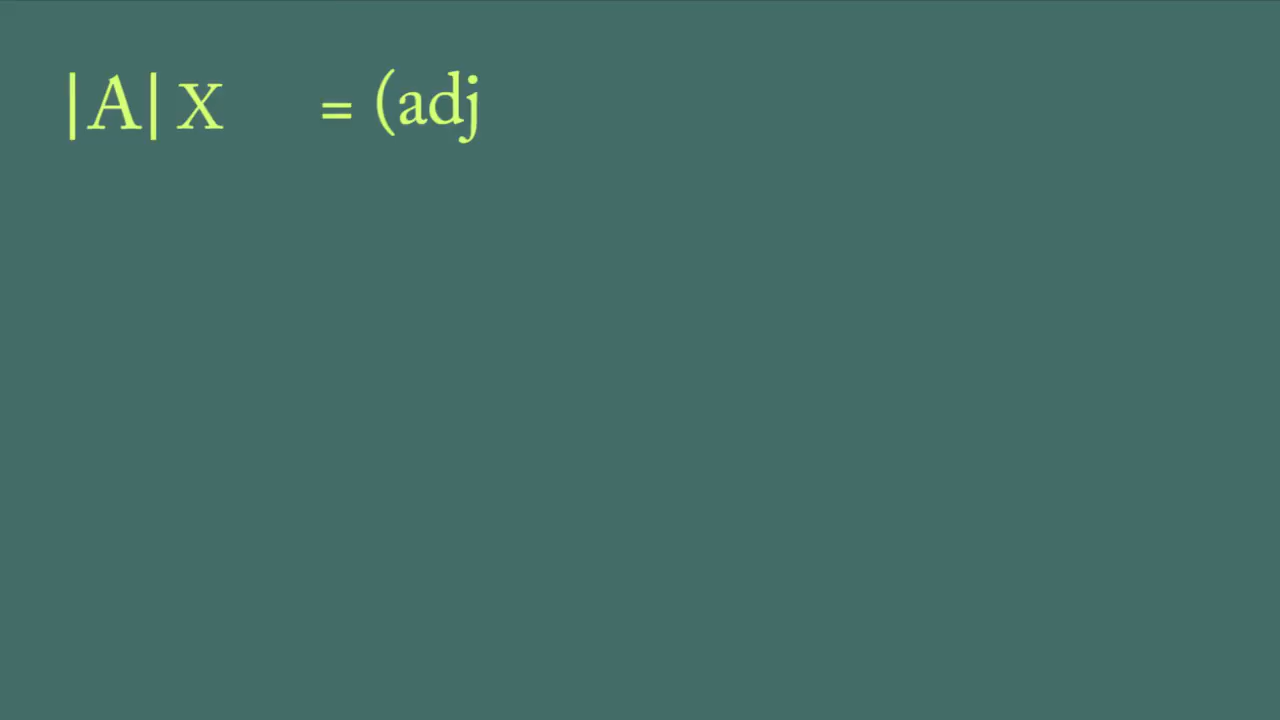 |A| X = (adj